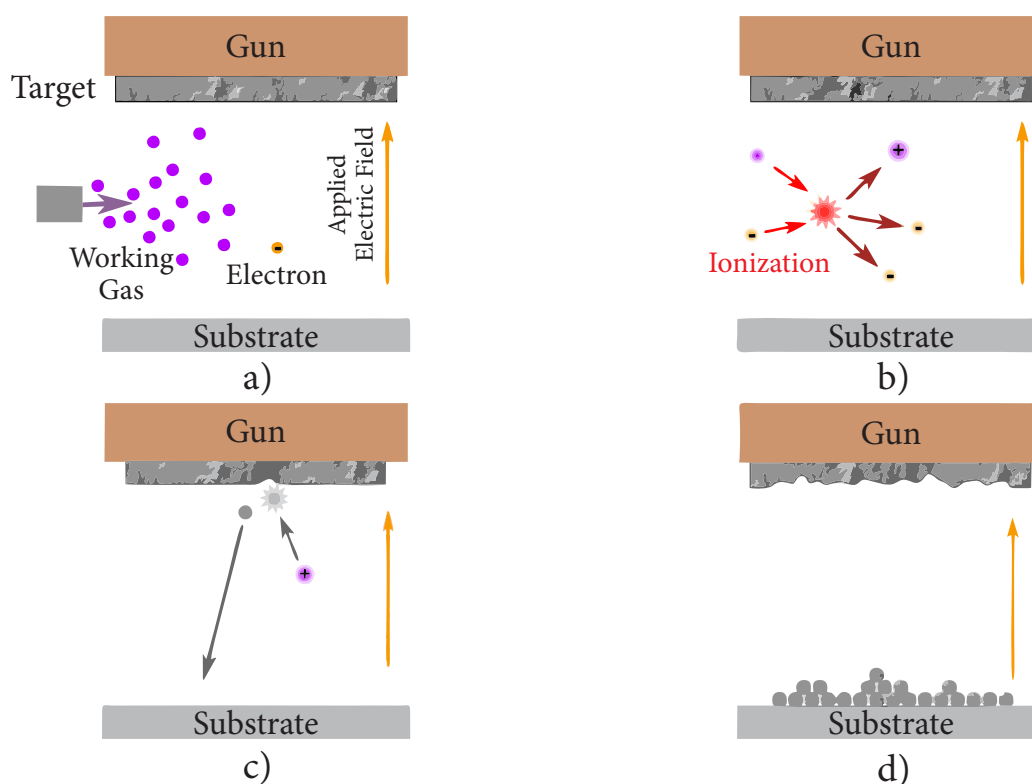 Gun
Target
Applied
Electric Field
Working
Gas
-
Electron
Substrate
a)
Gun
+
-
-
-
Ionization
Substrate
b)
Gun
+
Substrate
c)
Gun
Substrate
d)